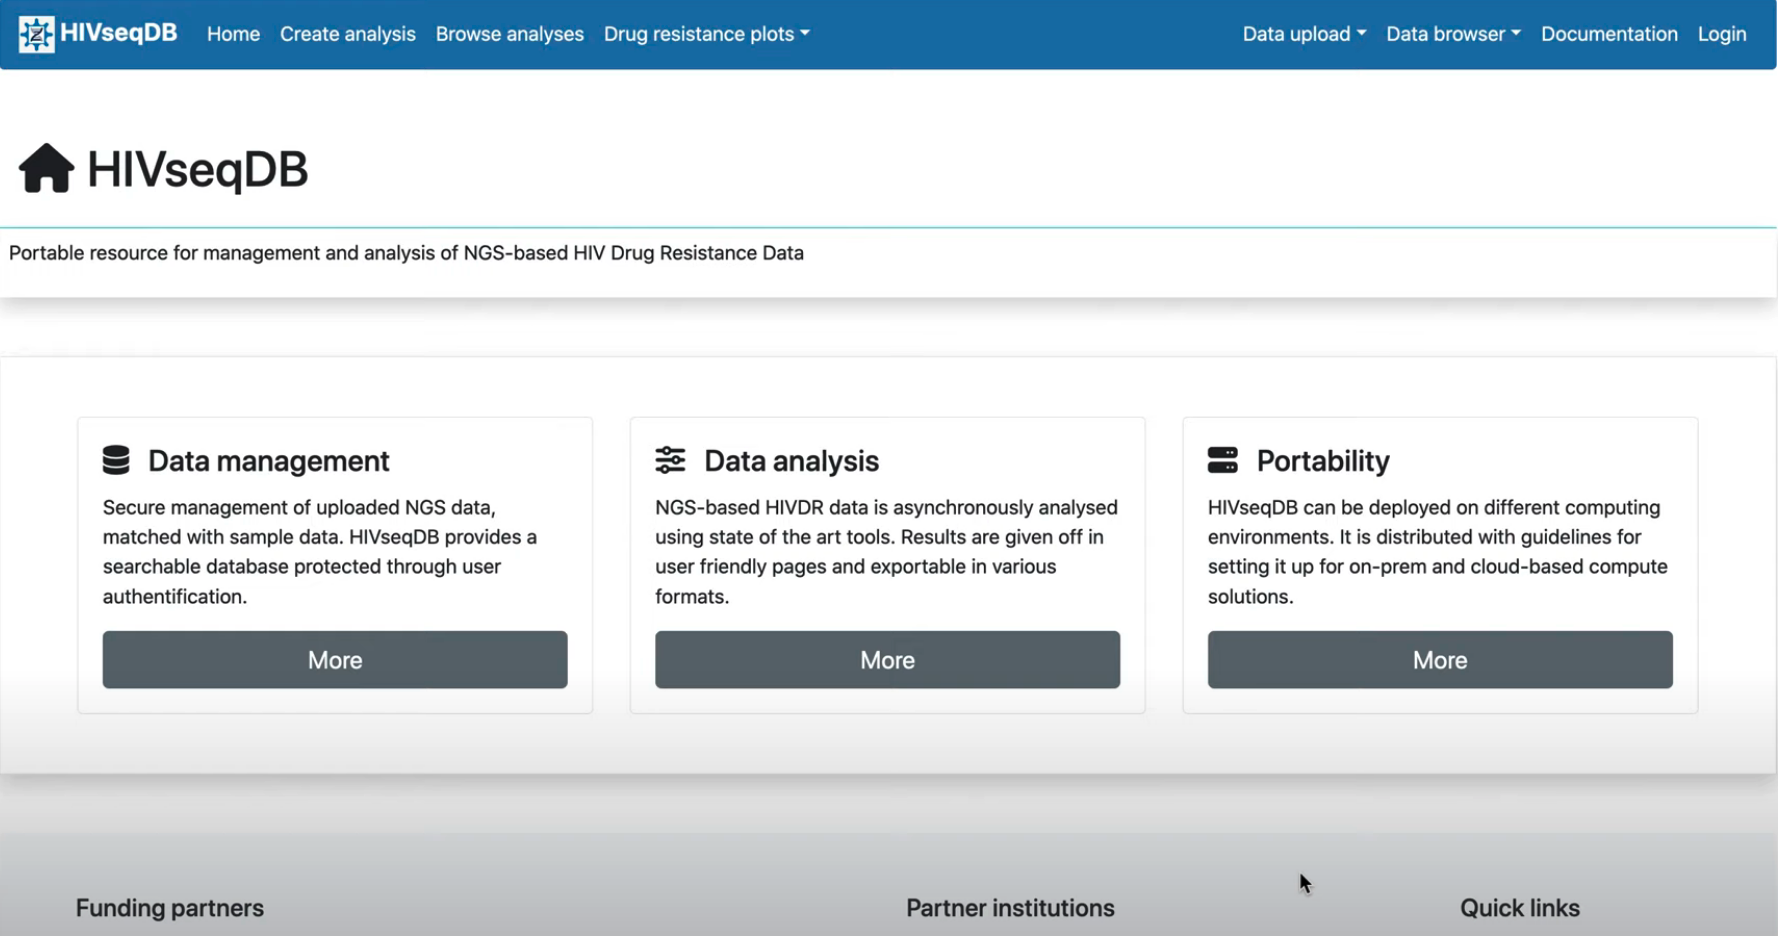 HIVseqDB Home Create analysis Browse analyses Drug resistance plots Data upload Data browser Documentation Login
HIVseqDB
Portable resource for management and analysis of NGS-based HIV Drug Resistance Data
Data management
Secure management of uploaded NGS data,
matched with sample data. HIVseqDB provides a
searchable database protected through user
authentification.
More
Data analysis
NGS-based HIVDR data is asynchronously analysed
using state of the art tools. Results are given off in
user friendly pages and exportable in various
formats.
More
Portability
HIVseqDB can be deployed on different computing
environments. It is distributed with guidelines for
setting it up for on-prem and cloud-based compute
solutions.
More
Funding partners
Partner institutions
Quick links